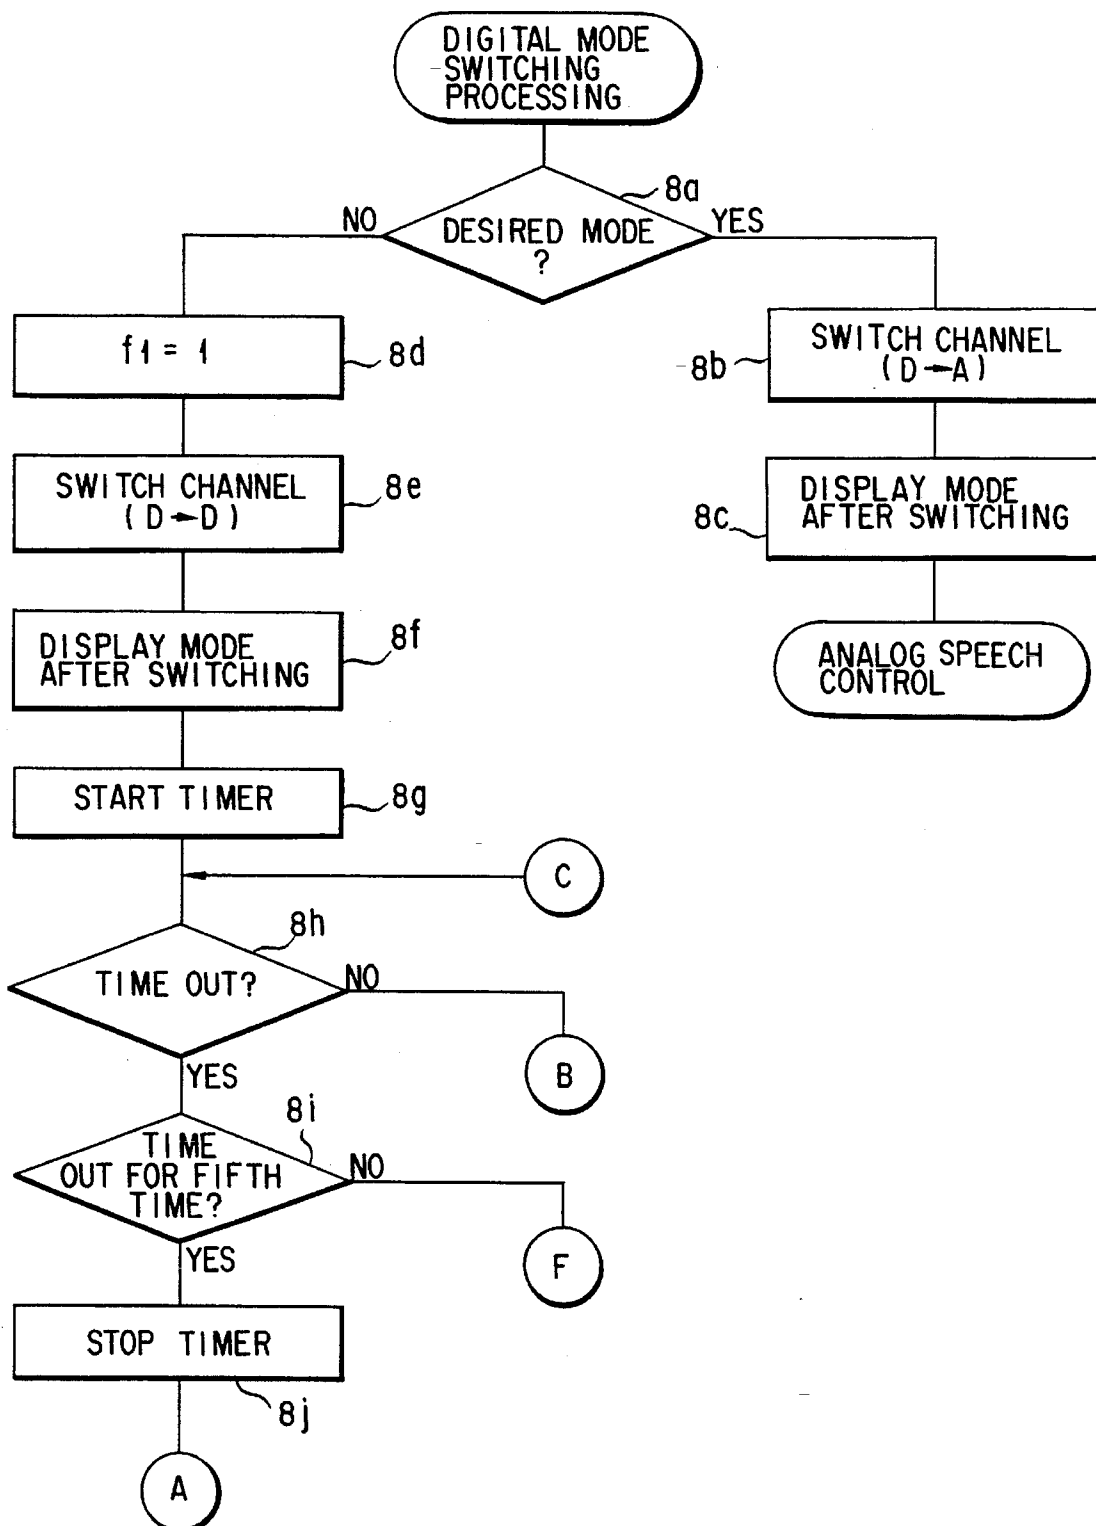 DIGITAL MODE
SWITCHING
PROCESSING
8a
NO
YES
DESIRED MODE
?
f1 = 1
8d
SWITCH CHANNEL
(D→A)
8b
SWITCH CHANNEL
(D→D)
8e
DISPLAY MODE
AFTER SWITCHING
8c
DISPLAY MODE
AFTER SWITCHING
8f
ANALOG SPEECH
CONTROL
START TIMER
8g
C
8h
TIME OUT?
NO
B
YES
8i
TIME
OUT FOR FIFTH
TIME?
NO
F
YES
STOP TIMER
8j
A